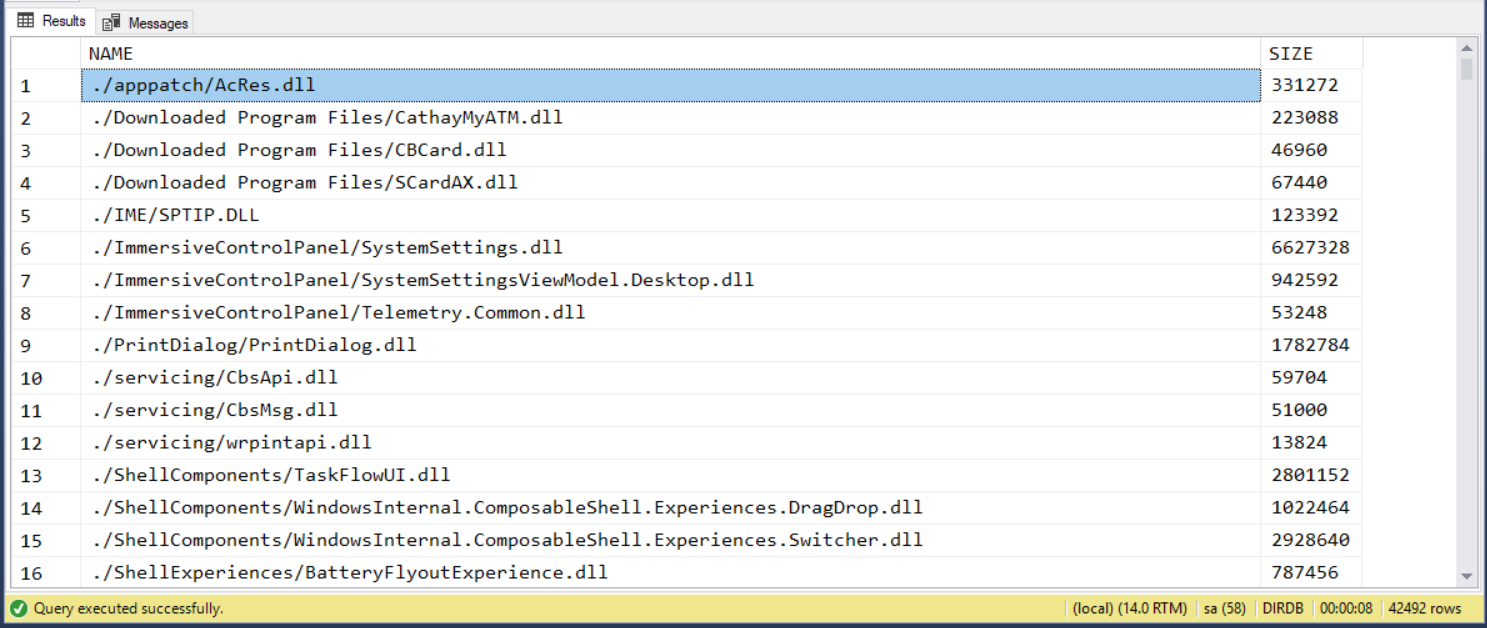 Results Messages
NAME SIZE
1 ./apppatch/AcRes.dll 331272
2 ./Downloaded Program Files/CathayMyATM.dll 223088
3 ./Downloaded Program Files/CBCard.dll 46960
4 ./Downloaded Program Files/SCardAX.dll 67440
5 ./IME/SPTIP.DLL 123392
6 ./ImmersiveControlPanel/SystemSettings.dll 6627328
7 ./ImmersiveControlPanel/SystemSettingsViewModel.Desktop.dll 942592
8 ./ImmersiveControlPanel/Telemetry.Common.dll 53248
9 ./PrintDialog/PrintDialog.dll 1782784
10 ./servicing/CbsApi.dll 59704
11 ./servicing/CbsMsg.dll 51000
12 ./servicing/wrpintapi.dll 13824
13 ./ShellComponents/TaskFlowUI.dll 2801152
14 ./ShellComponents/WindowsInternal.ComposableShell.Experiences.DragDrop.dll 1022464
15 ./ShellComponents/WindowsInternal.ComposableShell.Experiences.Switcher.dll 2928640
16 ./ShellExperiences/BatteryFlyoutExperience.dll 787456
Query executed successfully. (local) (14.0 RTM) sa (58) DIRDB 00:00:08 42492 rows